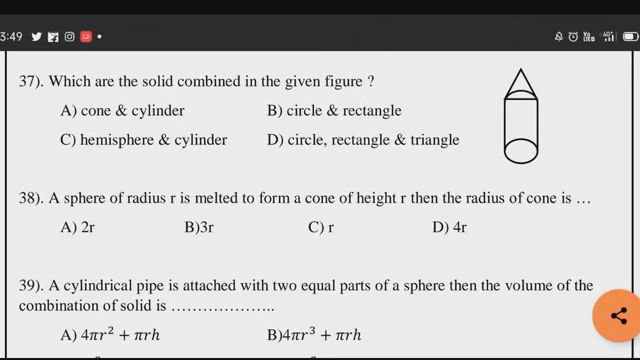 3:49
Yo LTE 4G+
37). Which are the solid combined in the given figure ?
A) cone & cylinder B) circle & rectangle
C) hemisphere & cylinder D) circle, rectangle & triangle
38). A sphere of radius r is melted to form a cone of height r then the radius of cone is …
A) 2r B)3r C) r D) 4r
39). A cylindrical pipe is attached with two equal parts of a sphere then the volume of the
combination of solid is ………………..
A) 4πr² + πrh B)4πr³ + πrh